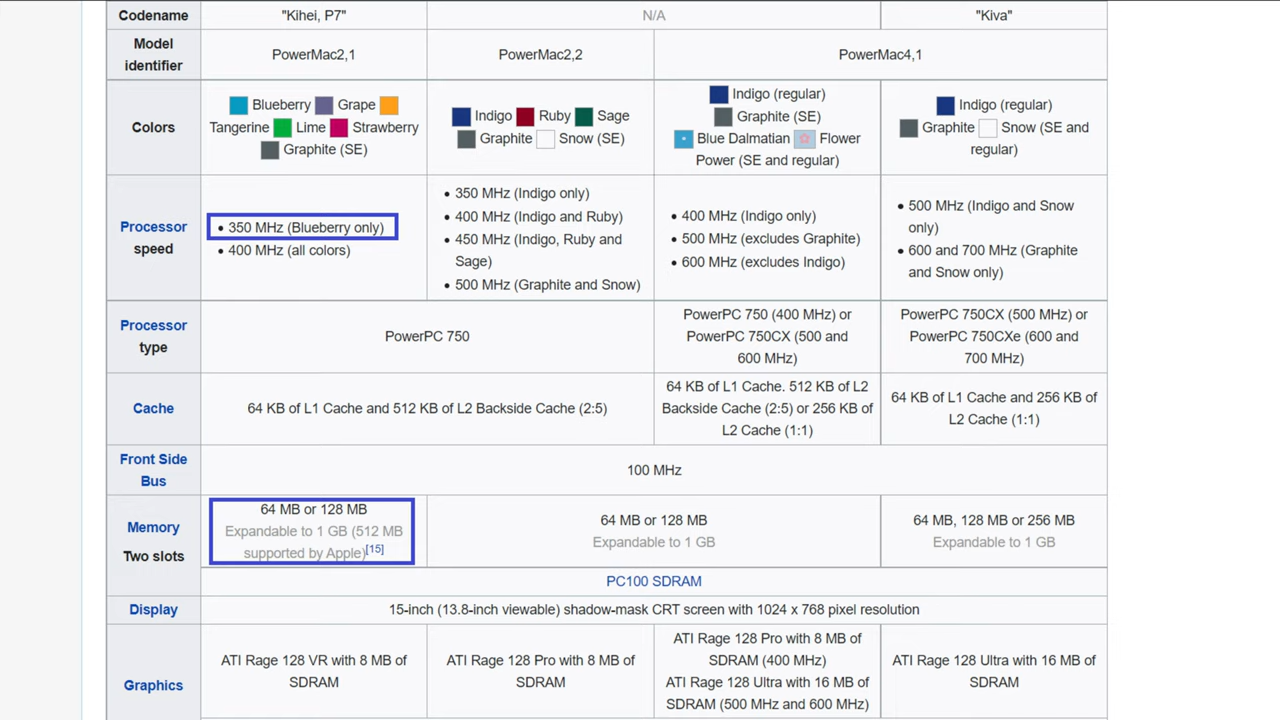 Codename
"Kihei, P7"
N/A
"Kiva"
Model
identifier
PowerMac2,1
PowerMac2,2
PowerMac4,1
Colors
Blueberry Grape
Tangerine Lime Strawberry
Graphite (SE)
Indigo Ruby Sage
Graphite Snow (SE)
Indigo (regular)
Graphite (SE)
Blue Dalmatian Flower
Power (SE and regular)
Indigo (regular)
Graphite Snow (SE and
regular)
Processor
speed
• 350 MHz (Blueberry only)
• 400 MHz (all colors)
• 350 MHz (Indigo only)
• 400 MHz (Indigo and Ruby)
• 450 MHz (Indigo, Ruby and
Sage)
• 500 MHz (Graphite and Snow)
• 400 MHz (Indigo only)
• 500 MHz (excludes Graphite)
• 600 MHz (excludes Indigo)
• 500 MHz (Indigo and Snow
only)
• 600 and 700 MHz (Graphite
and Snow only)
Processor
type
PowerPC 750
PowerPC 750 (400 MHz) or
PowerPC 750CX (500 and
600 MHz)
PowerPC 750CX (500 MHz) or
PowerPC 750CXe (600 and
700 MHz)
Cache
64 KB of L1 Cache and 512 KB of L2 Backside Cache (2:5)
64 KB of L1 Cache. 512 KB of L2
Backside Cache (2:5) or 256 KB of
L2 Cache (1:1)
64 KB of L1 Cache and 256 KB of
L2 Cache (1:1)
Front Side
Bus
100 MHz
Memory
Two slots
64 MB or 128 MB
Expandable to 1 GB (512 MB
supported by Apple)[15]
64 MB or 128 MB
Expandable to 1 GB
64 MB, 128 MB or 256 MB
Expandable to 1 GB
PC100 SDRAM
Display
15-inch (13.8-inch viewable) shadow-mask CRT screen with 1024 x 768 pixel resolution
Graphics
ATI Rage 128 VR with 8 MB of
SDRAM
ATI Rage 128 Pro with 8 MB of
SDRAM
ATI Rage 128 Pro with 8 MB of
SDRAM (400 MHz)
ATI Rage 128 Ultra with 16 MB of
SDRAM (500 MHz and 600 MHz)
ATI Rage 128 Ultra with 16 MB of
SDRAM